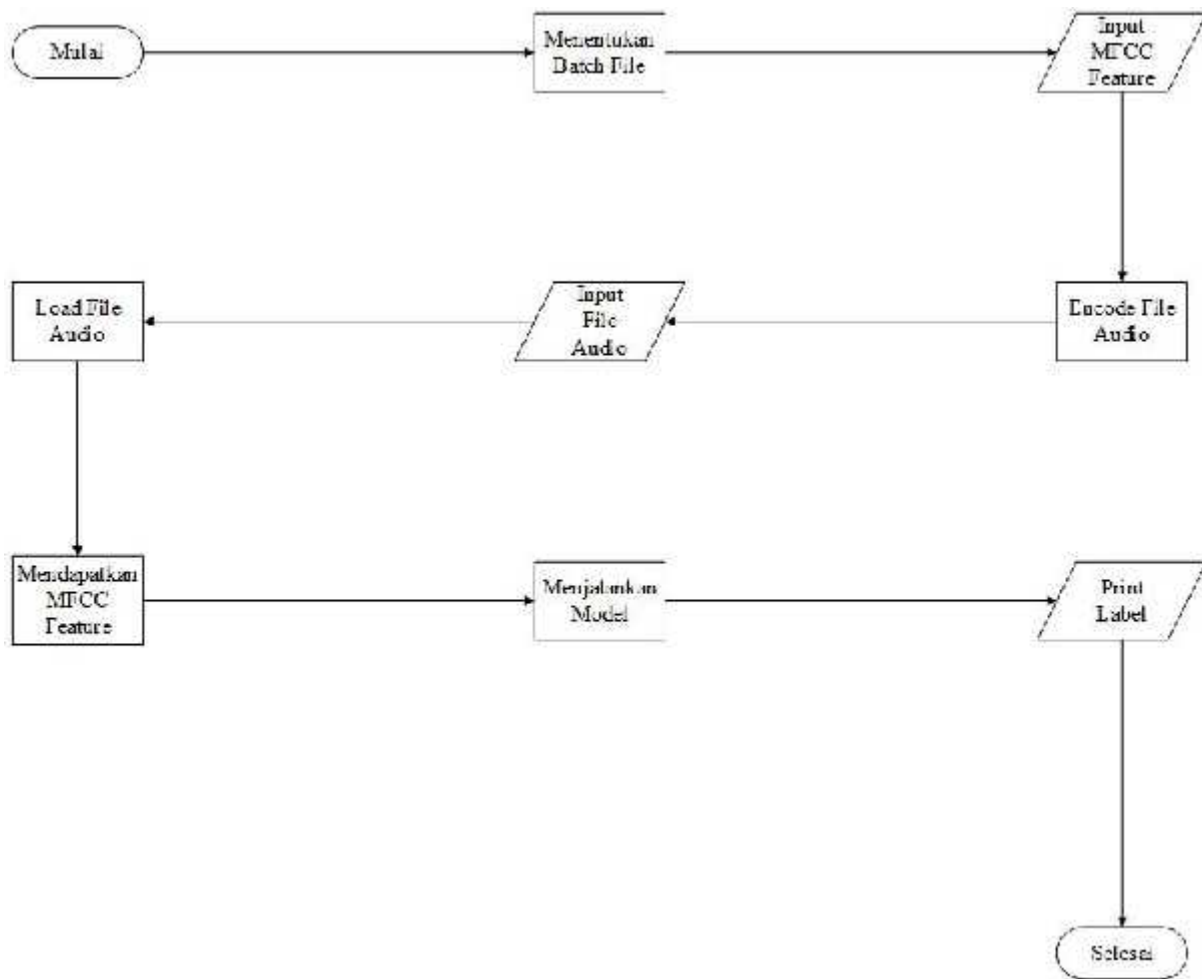 Mulai
Menentukan
Batch File
Input
MFCC
Feature
Encode File
Audio
Input
File
Audio
Load File
Audio
Mendapatkan
MFCC
Feature
Menjalankan
Model
Print
Label
Selesai